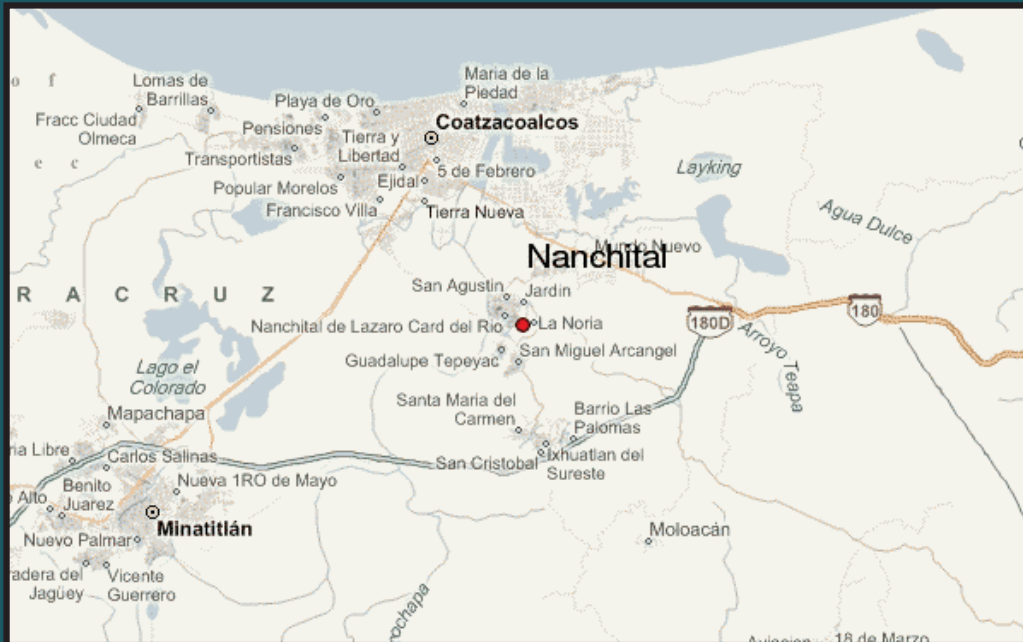 o f
Lomas de
Barrillas
Maria de la
Piedad
Playa de Oro
Fracc Ciudad
Olmeca
Pensiones
Coatzacoalcos
Tierra y
Libertad
e c
Transportistas
5 de Febrero
Layking
Ejidal
Popular Morelos
Francisco Villa
Tierra Nueva
Agua Dulce
Mundo Nuevo
Nanchital
San Agustin
Jardin
R A C R U Z
180
180D
Nanchital de Lazaro Card del Rio
La Noria
Arroyo Teapa
San Miguel Arcangel
Guadalupe Tepeyac
Lago el
Colorado
Santa Maria del
Carmen
Mapachapa
Barrio Las
Palomas
ria Libre
Carlos Salinas
San Cristobal
Ixhuatlan del
Sureste
Benito
Juarez
Nueva 1RO de Mayo
e Alto
Minatitlán
Moloacán
Nuevo Palmar
radera del
Jagüey
Vicente
Guerrero
ochapa
18 de Marzo